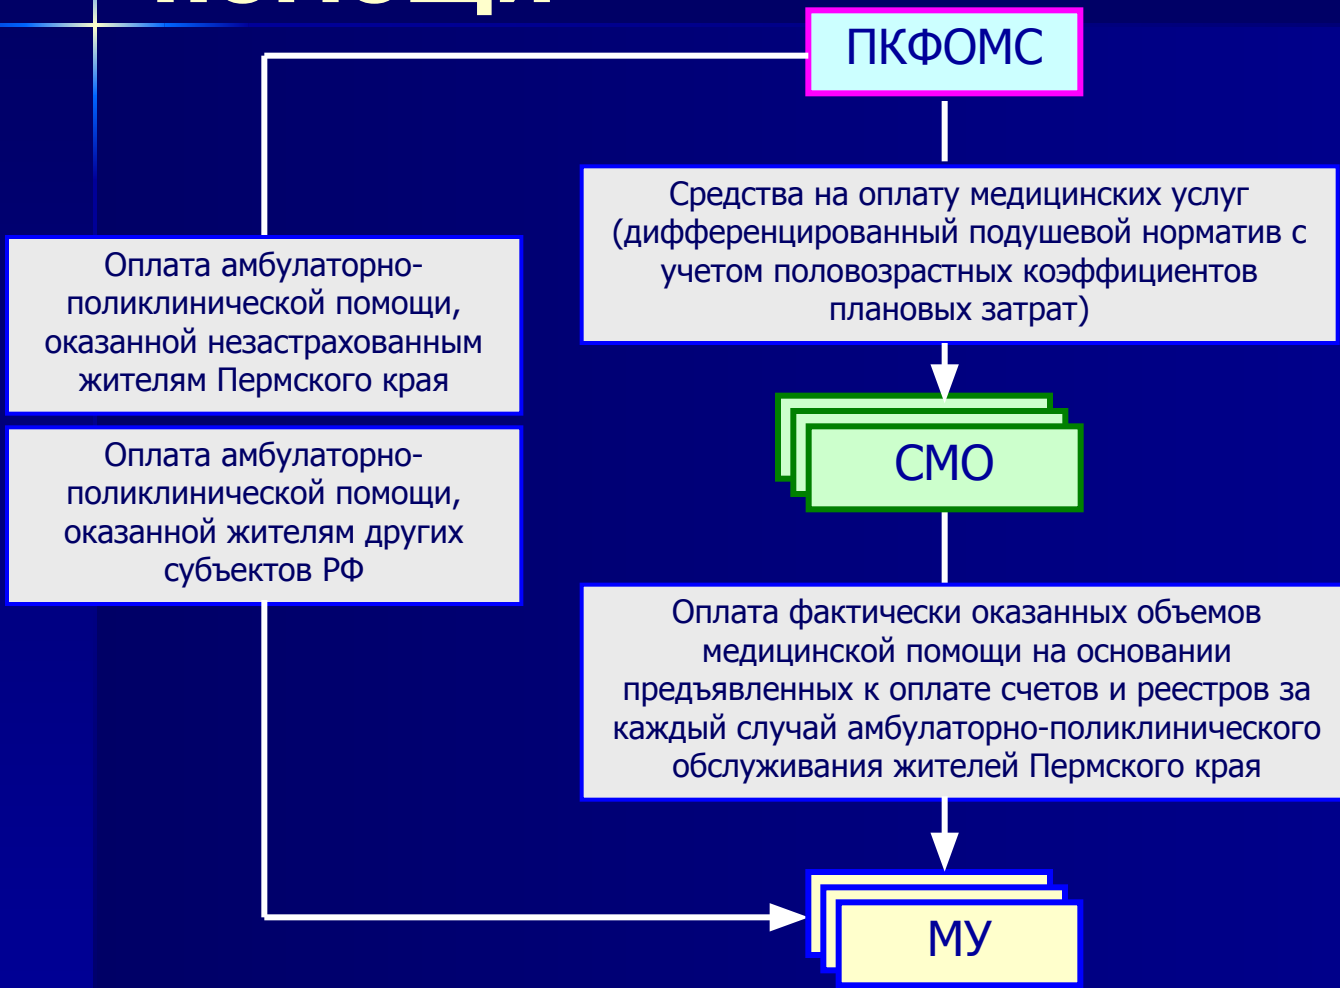 помощи
ПКФОМС
Средства на оплату медицинских услуг
(дифференцированный подушевой норматив с
учетом половозрастных коэффициентов
плановых затрат)
Оплата амбулаторно-
поликлинической помощи,
оказанной незастрахованным
жителям Пермского края
Оплата амбулаторно-
поликлинической помощи,
оказанной жителям других
субъектов РФ
СМО
Оплата фактически оказанных объемов
медицинской помощи на основании
предъявленных к оплате счетов и реестров за
каждый случай амбулаторно-поликлинического
обслуживания жителей Пермского края
МУ